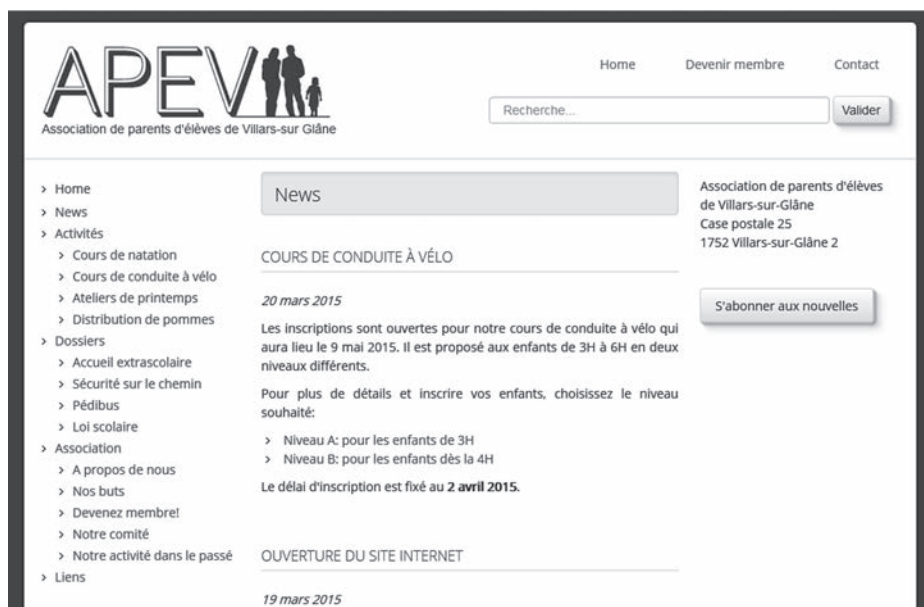 APEV
Association de parents d'élèves de Villars-sur Glâne
Home
Devenir membre
Contact
Recherche...
Valider
> Home
> News
> Activités
> Cours de natation
> Cours de conduite à vélo
> Ateliers de printemps
> Distribution de pommes
> Dossiers
> Accueil extrascolaire
> Sécurité sur le chemin
> Pédibus
> Loi scolaire
> Association
> A propos de nous
> Nos buts
> Devenez membre!
> Notre comité
> Notre activité dans le passé
> Liens
News
COURS DE CONDUITE À VÉLO
20 mars 2015
Les inscriptions sont ouvertes pour notre cours de conduite à vélo qui
aura lieu le 9 mai 2015. Il est proposé aux enfants de 3H à 6H en deux
niveaux différents.
Pour plus de détails et inscrire vos enfants, choisissez le niveau
souhaité:
> Niveau A: pour les enfants de 3H
> Niveau B: pour les enfants dès la 4H
Le délai d'inscription est fixé au 2 avril 2015.
OUVERTURE DU SITE INTERNET
19 mars 2015
Association de parents d'élèves
de Villars-sur-Glâne
Case postale 25
1752 Villars-sur-Glâne 2
S'abonner aux nouvelles